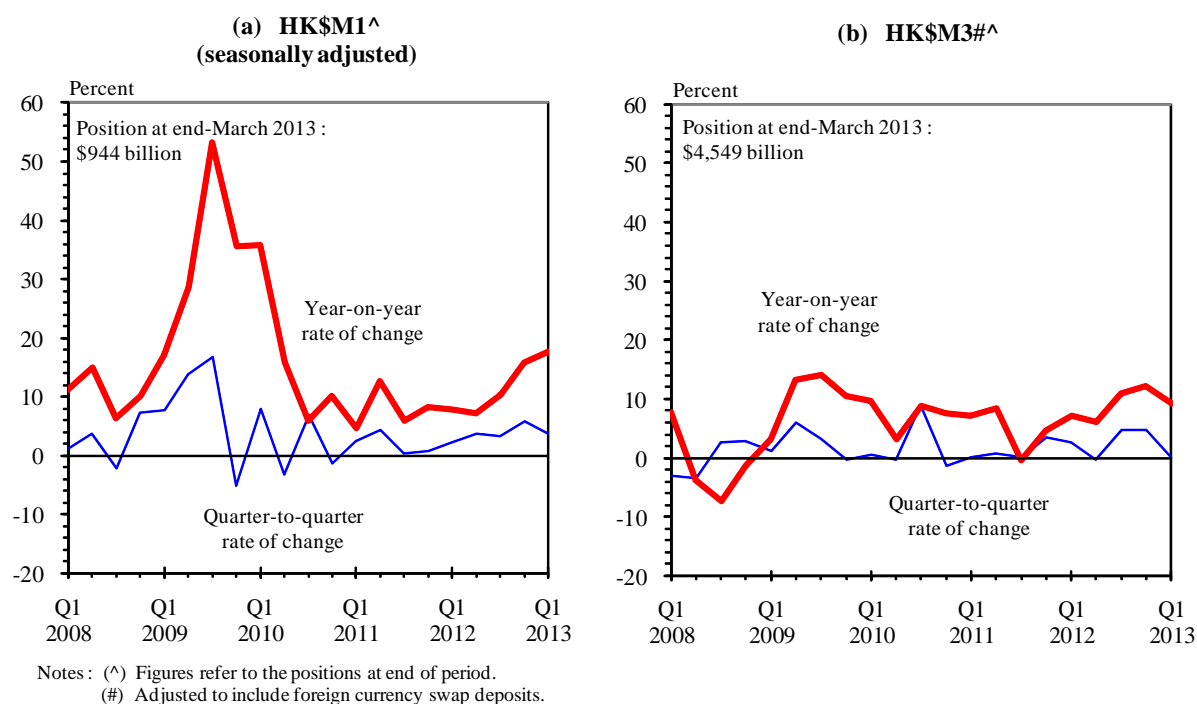 (a) HK$M1^
(seasonally adjusted)
Percent
60
50
40
30
20
10
0
-10
-20
Position at end-March 2013 :
$944 billion
Year-on-year
rate of change
Quarter-to-quarter
rate of change
Q1 Q1 Q1 Q1 Q1 Q1
2008 2009 2010 2011 2012 2013
(b) HK$M3#^
Percent
60
50
40
30
20
10
0
-10
-20
Position at end-March 2013 :
$4,549 billion
Year-on-year
rate of change
Quarter-to-quarter
rate of change
Q1 Q1 Q1 Q1 Q1 Q1
2008 2009 2010 2011 2012 2013
Notes : (^) Figures refer to the positions at end of period.
(#) Adjusted to include foreign currency swap deposits.